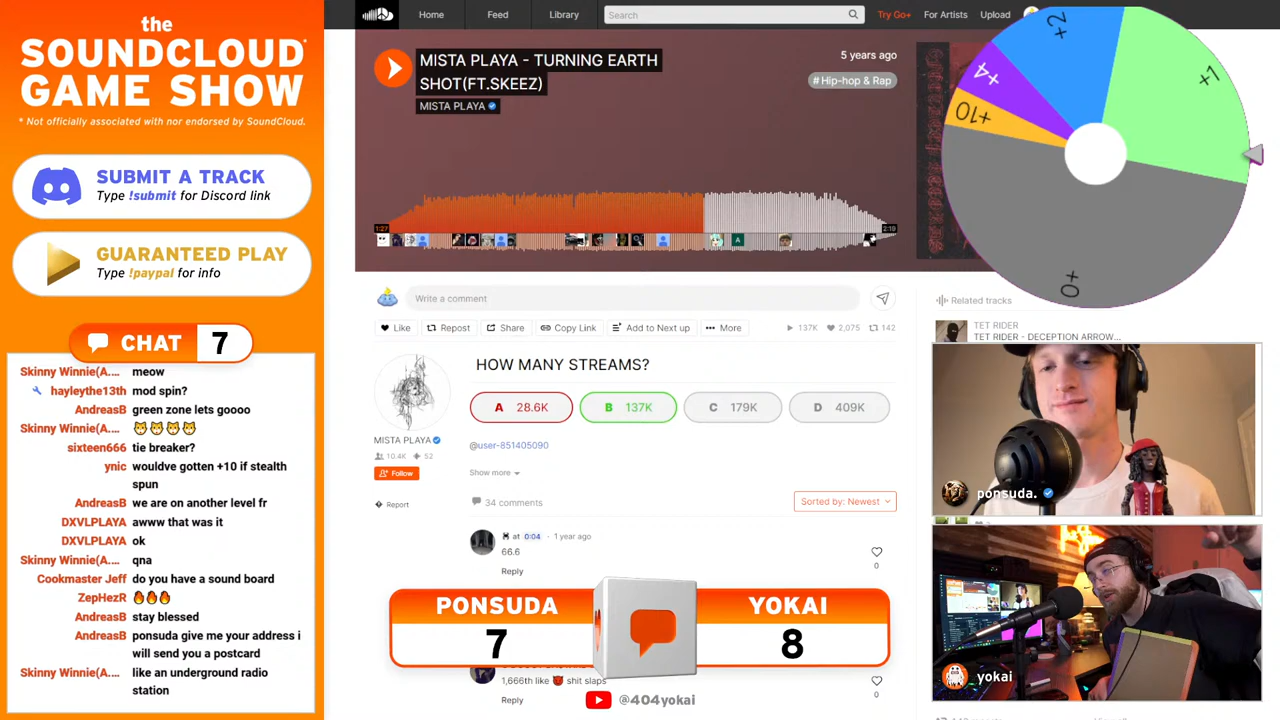 the
SOUNDCLOUD
GAME SHOW
* Not officially associated with nor endorsed by SoundCloud.
SUBMIT A TRACK
Type !submit for Discord link
GUARANTEED PLAY
Type !paypal for info
CHAT 7
Skinny Winnie(A.... meow
hayleythe13th mod spin?
AndreasB green zone lets goooo
Skinny Winnie(A.... 🐱🐱🐱🐱
sixteen666 tie breaker?
ynic wouldve gotten +10 if stealth
spun
AndreasB we are on another level fr
DXVLPLAYA awww that was it
DXVLPLAYA ok
Skinny Winnie(A.... qna
Cookmaster Jeff do you have a sound board
ZepHezR 🔥🔥🔥
AndreasB stay blessed
AndreasB ponsuda give me your address i
will send you a postcard
Skinny Winnie(A.... like an underground radio
station
Home Feed Library Search Try Go+ For Artists Upload
MISTA PLAYA - TURNING EARTH
SHOT(FT.SKEEZ)
MISTA PLAYA
5 years ago
# Hip-hop & Rap
1:27
2:19
A
+2
+1
+4
+10
+0
Write a comment
Like Repost Share Copy Link Add to Next up More 137K 2,075 142
Related tracks
TET RIDER
TET RIDER - DECEPTION ARROW...
HOW MANY STREAMS?
A 28.6K B 137K C 179K D 409K
MISTA PLAYA
10.4K 52
Follow
Report
@user-851405090
Show more
34 comments
Sorted by: Newest
at 0:04 · 1 year ago
66.6
Reply
0
PONSUDA
7
YOKAI
8
1,666th like 👿 shit slaps
Reply
0
@404yokai
ponsuda.
yokai